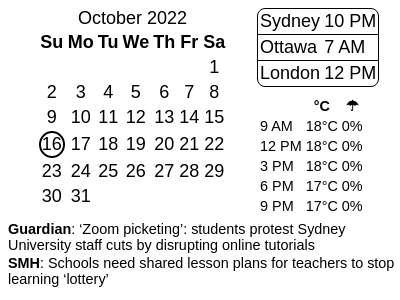 October 2022
Su Mo Tu We Th Fr Sa
1
2 3 4 5 6 7 8
9 10 11 12 13 14 15
16 17 18 19 20 21 22
23 24 25 26 27 28 29
30 31
Sydney 10 PM
Ottawa 7 AM
London 12 PM
°C ☂
9 AM 18°C 0%
12 PM 18°C 0%
3 PM 18°C 0%
6 PM 17°C 0%
9 PM 17°C 0%
Guardian: ‘Zoom picketing’: students protest Sydney
University staff cuts by disrupting online tutorials
SMH: Schools need shared lesson plans for teachers to stop
learning ‘lottery’